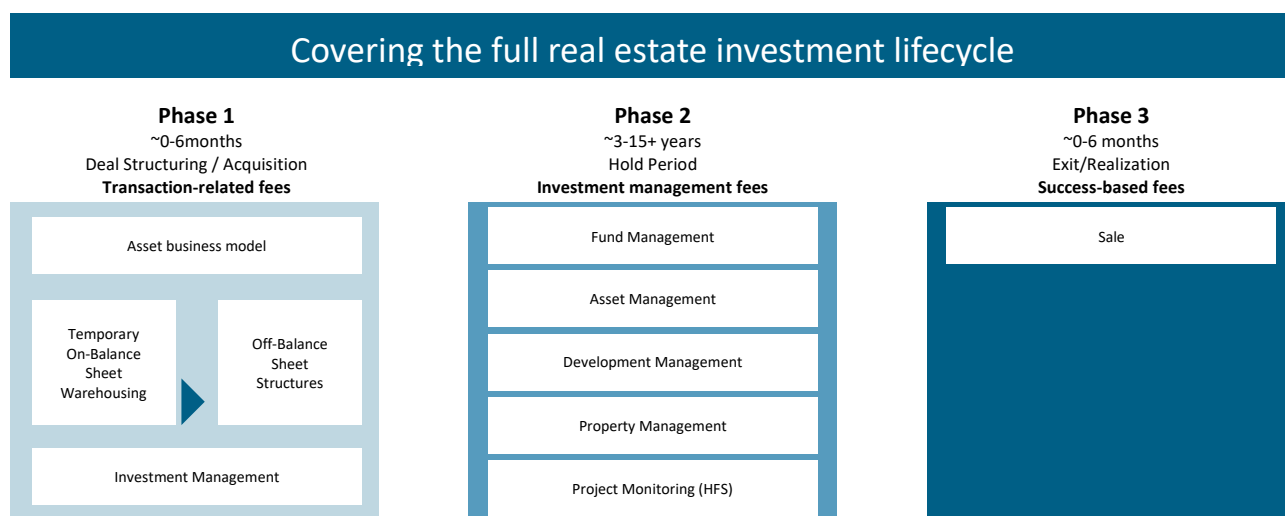 Covering the full real estate investment lifecycle
Phase 1
~0-6months
Deal Structuring / Acquisition
Transaction-related fees
Asset business model
Temporary
On-Balance
Sheet
Warehousing
Off-Balance
Sheet
Structures
Investment Management
Phase 2
~3-15+ years
Hold Period
Investment management fees
Fund Management
Asset Management
Development Management
Property Management
Project Monitoring (HFS)
Phase 3
~0-6 months
Exit/Realization
Success-based fees
Sale